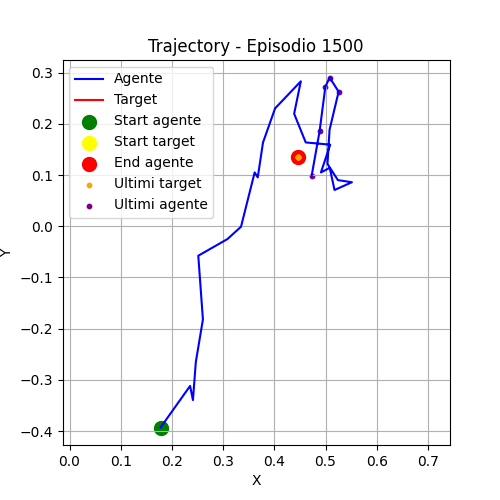 Trajectory - Episodio 1500
Agente
Target
Start agente
Start target
End agente
Ultimi target
Ultimi agente
0.3
0.2
0.1
0.0
−0.1
−0.2
−0.3
−0.4
Y
0.0 0.1 0.2 0.3 0.4 0.5 0.6 0.7
X